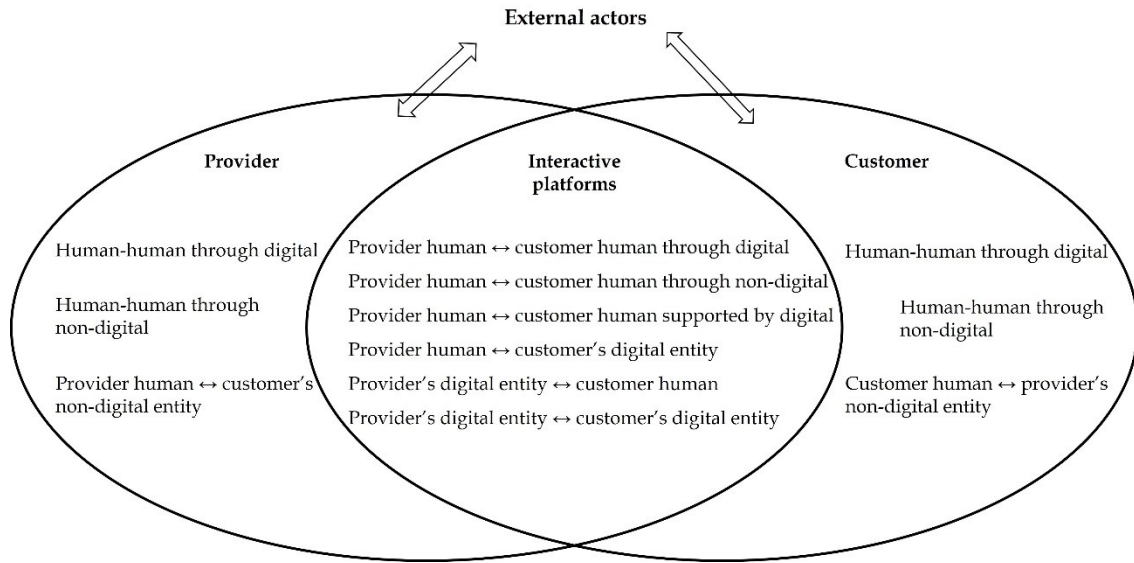 External actors
Provider
Interactive
platforms
Customer
Human-human through digital
Human-human through
non-digital
Provider human ↔ customer's
non-digital entity
Provider human ↔ customer human through digital
Provider human ↔ customer human through non-digital
Provider human ↔ customer human supported by digital
Provider human ↔ customer’s digital entity
Provider’s digital entity ↔ customer human
Provider’s digital entity ↔ customer’s digital entity
Human-human through digital
Human-human through
non-digital
Customer human ↔ provider’s
non-digital entity